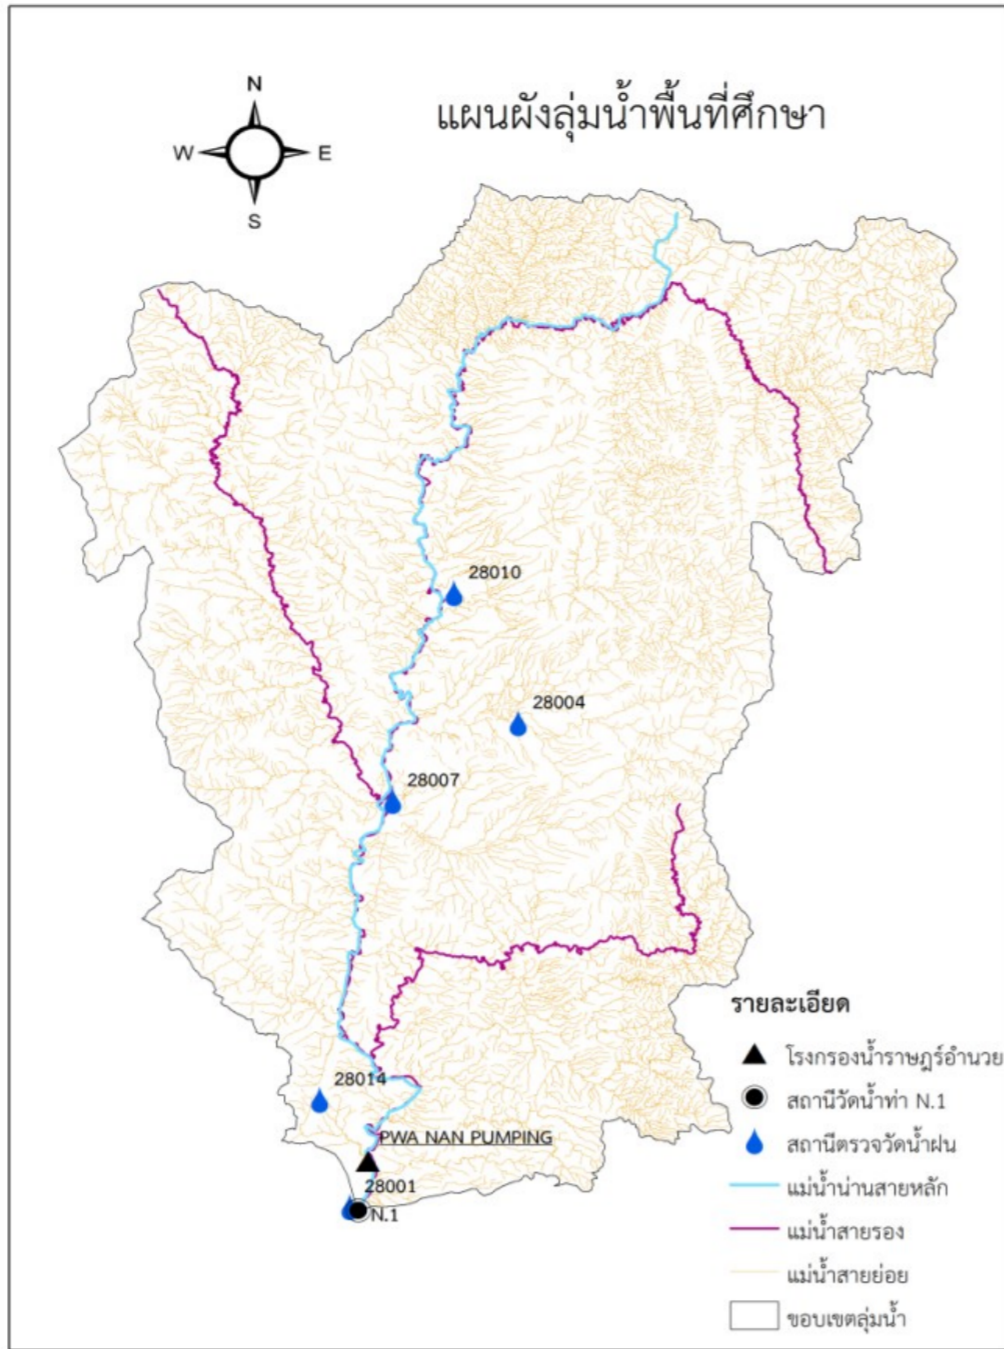 แผนผังลุ่มน้ำพื้นที่ศึกษา
N
W
E
S
28010
28004
28007
28014
PWA NAN PUMPING
28001
N.1
รายละเอียด
โรงกรองน้ำราษฎร์อำนวย
สถานีวัดน้ำท่า N.1
สถานีตรวจวัดน้ำฝน
แม่น้ำน่านสายหลัก
แม่น้ำสายรอง
แม่น้ำสายย่อย
ขอบเขตลุ่มน้ำ